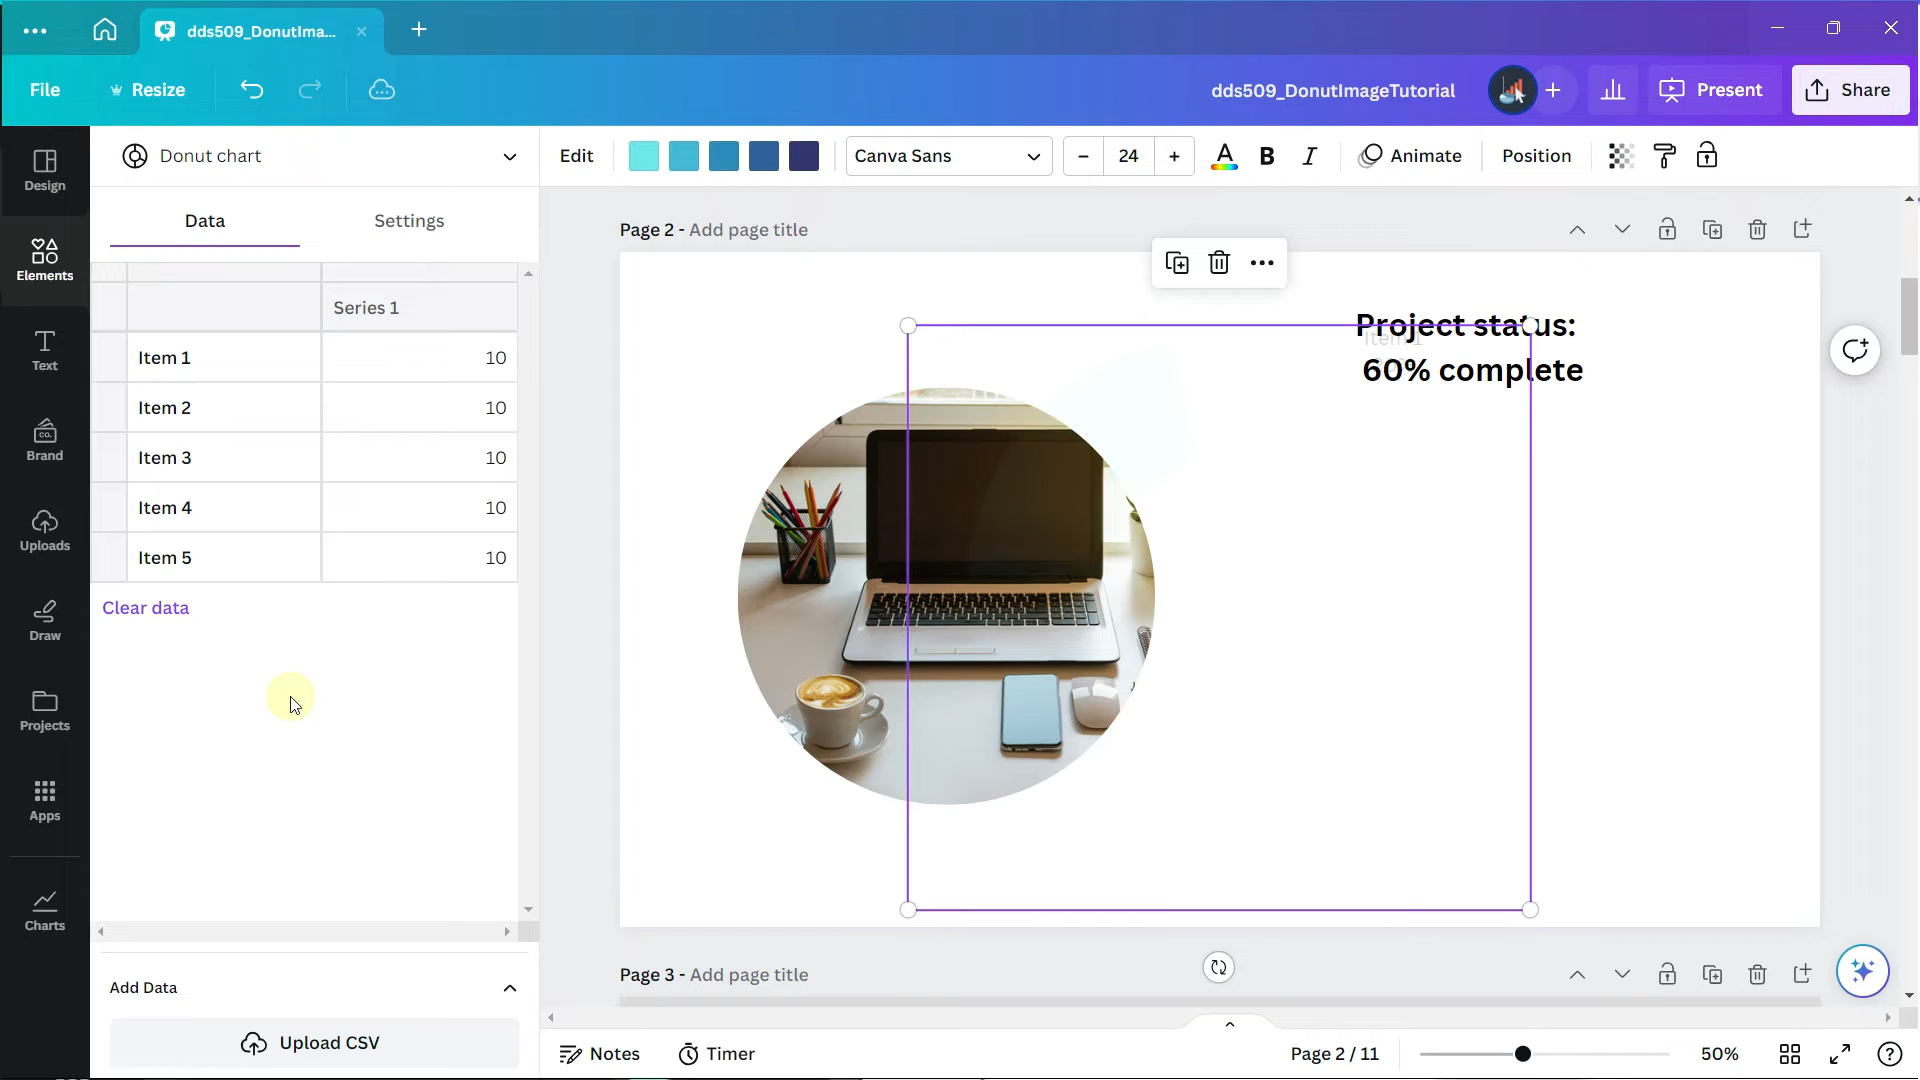 dds509_DonutIma...
File
Resize
dds509_DonutImageTutorial
Present
Share
Design
Elements
Text
Brand
Uploads
Draw
Projects
Apps
Charts
Donut chart
Data
Settings
Series 1
Item 1 10
Item 2 10
Item 3 10
Item 4 10
Item 5 10
Clear data
Add Data
Upload CSV
Edit
Canva Sans
24
Animate
Position
Page 2 - Add page title
Item 1
Project status:
60% complete
Page 3 - Add page title
Notes
Timer
Page 2 / 11
50%